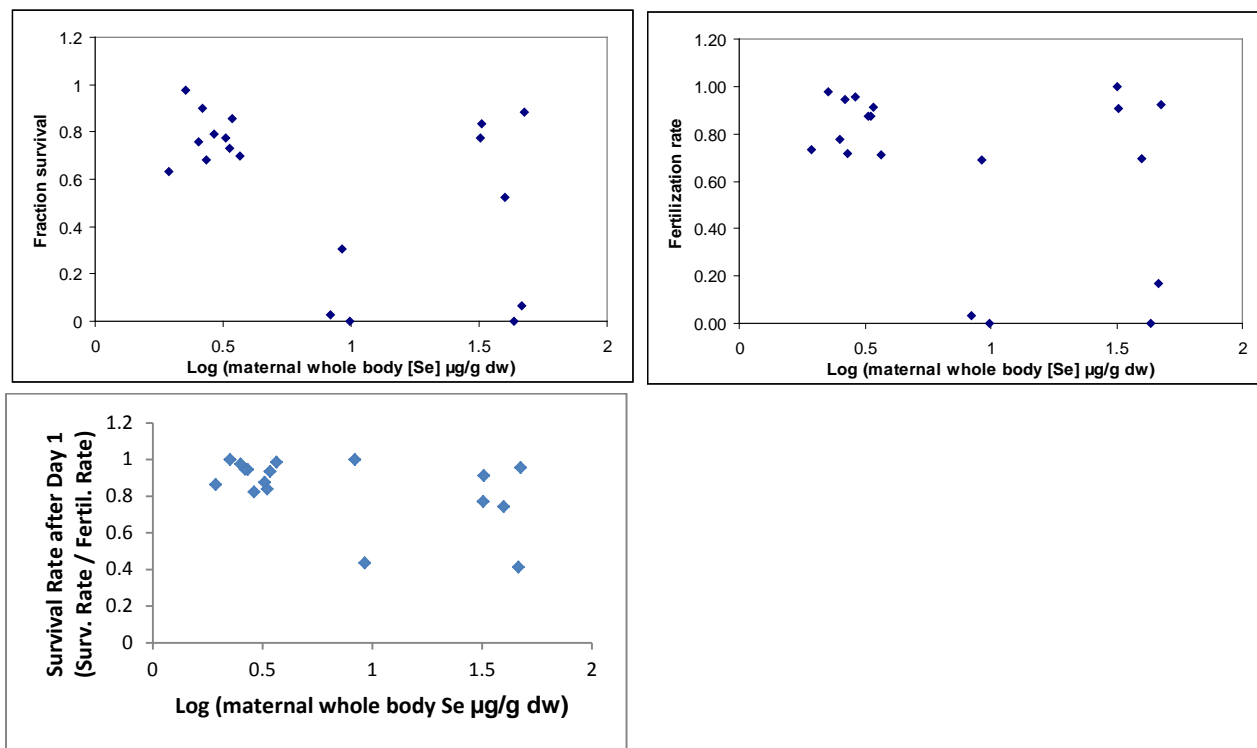 1.2
1
0.8
0.6
0.4
0.2
0
Fraction survival
0 0.5 1 1.5 2
Log (maternal whole body [Se] µg/g dw)
1.20
1.00
0.80
0.60
0.40
0.20
0.00
Fertilization rate
0 0.5 1 1.5 2
Log (maternal whole body [Se] µg/g dw)
Survival Rate after Day 1
(Surv. Rate / Fertil. Rate)
1.2
1
0.8
0.6
0.4
0.2
0
0 0.5 1 1.5 2
Log (maternal whole body Se µg/g dw)